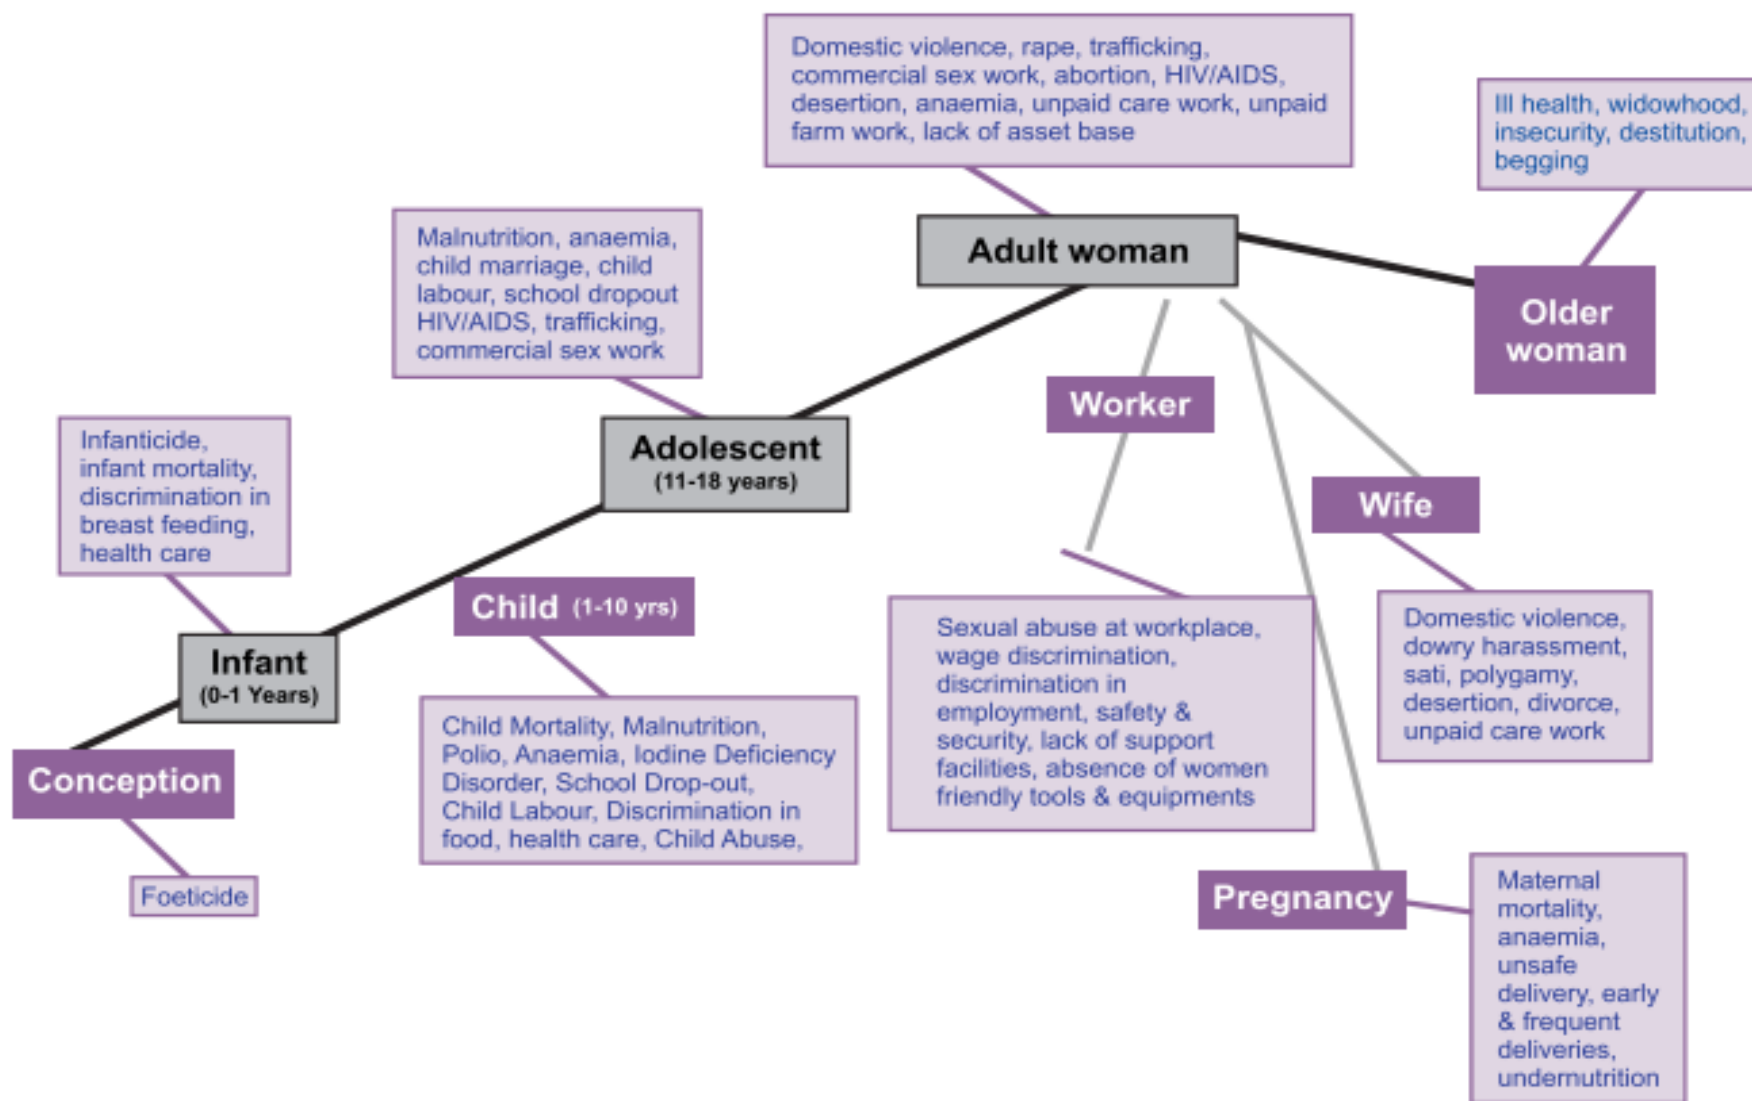 Domestic violence, rape, trafficking,
commercial sex work, abortion, HIV/AIDS,
desertion, anaemia, unpaid care work, unpaid
farm work, lack of asset base
Ill health, widowhood,
insecurity, destitution,
begging
Adult woman
Older
woman
Malnutrition, anaemia,
child marriage, child
labour, school dropout
HIV/AIDS, trafficking,
commercial sex work
Worker
Adolescent
(11-18 years)
Wife
Infanticide,
infant mortality,
discrimination in
breast feeding,
health care
Child (1-10 yrs)
Infant
(0-1 Years)
Sexual abuse at workplace,
wage discrimination,
discrimination in
employment, safety &
security, lack of support
facilities, absence of women
friendly tools & equipments
Domestic violence,
dowry harassment,
sati, polygamy,
desertion, divorce,
unpaid care work
Child Mortality, Malnutrition,
Polio, Anaemia, Iodine Deficiency
Disorder, School Drop-out,
Child Labour, Discrimination in
food, health care, Child Abuse,
Conception
Foeticide
Pregnancy
Maternal
mortality,
anaemia,
unsafe
delivery, early
& frequent
deliveries,
undernutrition